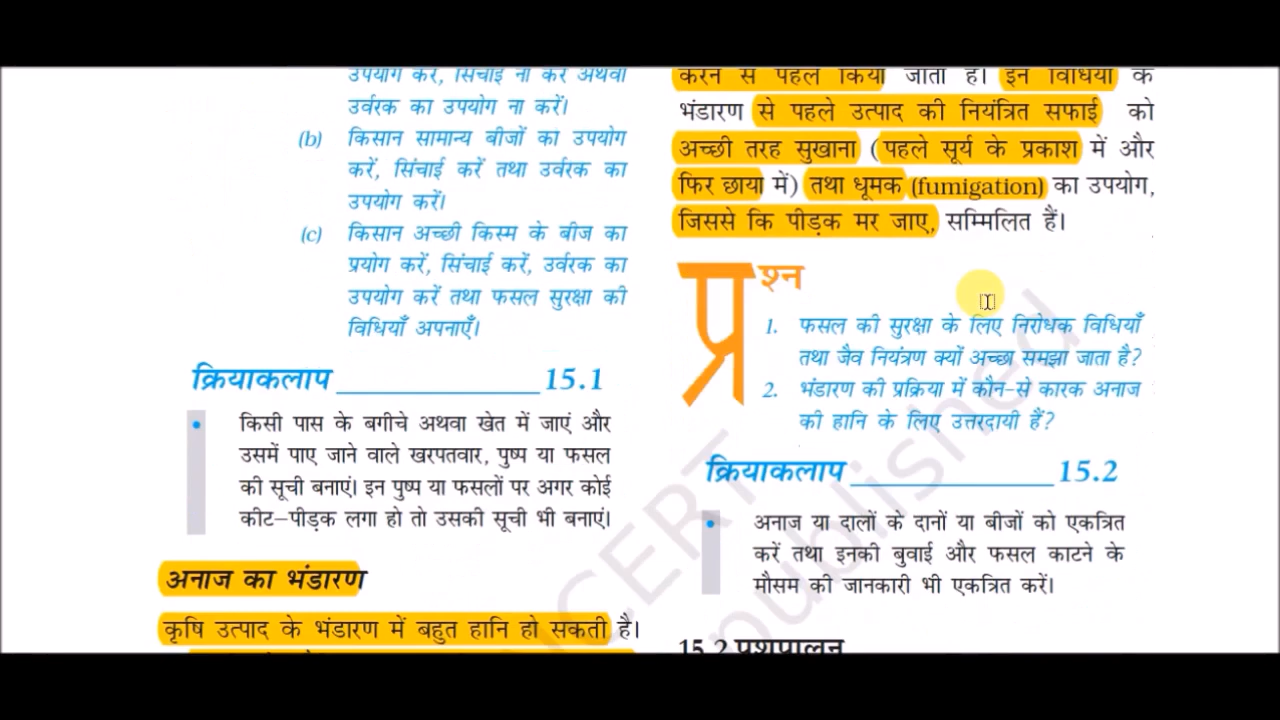 उपयोग करें, सिंचाई ना करें अथवा
उर्वरक का उपयोग ना करें।
(b) किसान सामान्य बीजों का उपयोग
करें, सिंचाई करें तथा उर्वरक का
उपयोग करें।
(c) किसान अच्छी किस्म के बीज का
प्रयोग करें, सिंचाई करें, उर्वरक का
उपयोग करें तथा फसल सुरक्षा की
विधियाँ अपनाएँ।
क्रियाकलाप ____________ 15.1
• किसी पास के बगीचे अथवा खेत में जाएं और
उसमें पाए जाने वाले खरपतवार, पुष्प या फसल
की सूची बनाएं। इन पुष्प या फसलों पर अगर कोई
कीट-पीड़क लगा हो तो उसकी सूची भी बनाएं।
अनाज का भंडारण
कृषि उत्पाद के भंडारण में बहुत हानि हो सकती है।
करने से पहले किया जाता है। इन विधियों के
भंडारण से पहले उत्पाद की नियंत्रित सफाई को
अच्छी तरह सुखाना (पहले सूर्य के प्रकाश में और
फिर छाया में) तथा धूमक (fumigation) का उपयोग,
जिससे कि पीड़क मर जाए, सम्मिलित हैं।
प्रश्न
1. फसल की सुरक्षा के लिए निरोधक विधियाँ
तथा जैव नियंत्रण क्यों अच्छा समझा जाता है?
2. भंडारण की प्रक्रिया में कौन-से कारक अनाज
की हानि के लिए उत्तरदायी हैं?
क्रियाकलाप ____________ 15.2
• अनाज या दालों के दानों या बीजों को एकत्रित
करें तथा इनकी बुवाई और फसल काटने के
मौसम की जानकारी भी एकत्रित करें।
15.2 पशुपालन
NCERT
published